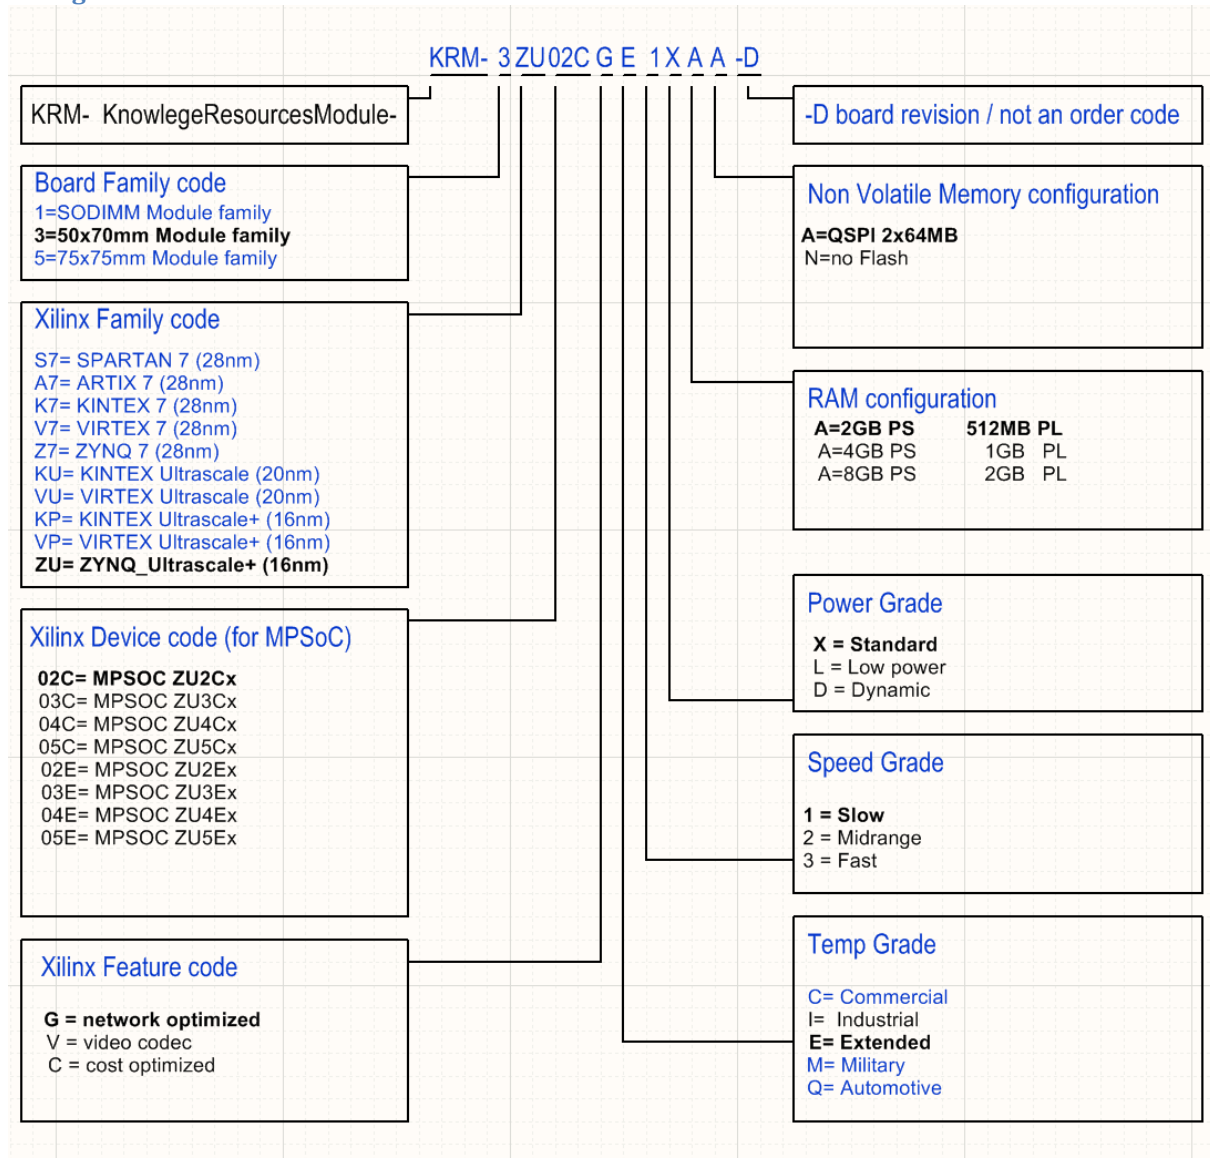 KRM- 3 ZU 02C G E 1 X A A -D
KRM- KnowlegeResourcesModule-
Board Family code
1=SODIMM Module family
3=50x70mm Module family
5=75x75mm Module family
Xilinx Family code
S7= SPARTAN 7 (28nm)
A7= ARTIX 7 (28nm)
K7= KINTEX 7 (28nm)
V7= VIRTEX 7 (28nm)
Z7= ZYNQ 7 (28nm)
KU= KINTEX Ultrascale (20nm)
VU= VIRTEX Ultrascale (20nm)
KP= KINTEX Ultrascale+ (16nm)
VP= VIRTEX Ultrascale+ (16nm)
ZU= ZYNQ_Ultrascale+ (16nm)
Xilinx Device code (for MPSoC)
02C= MPSOC ZU2Cx
03C= MPSOC ZU3Cx
04C= MPSOC ZU4Cx
05C= MPSOC ZU5Cx
02E= MPSOC ZU2Ex
03E= MPSOC ZU3Ex
04E= MPSOC ZU4Ex
05E= MPSOC ZU5Ex
Xilinx Feature code
G = network optimized
V = video codec
C = cost optimized
-D board revision / not an order code
Non Volatile Memory configuration
A=QSPI 2x64MB
N=no Flash
RAM configuration
A=2GB PS 512MB PL
A=4GB PS 1GB PL
A=8GB PS 2GB PL
Power Grade
X = Standard
L = Low power
D = Dynamic
Speed Grade
1 = Slow
2 = Midrange
3 = Fast
Temp Grade
C= Commercial
I= Industrial
E= Extended
M= Military
Q= Automotive